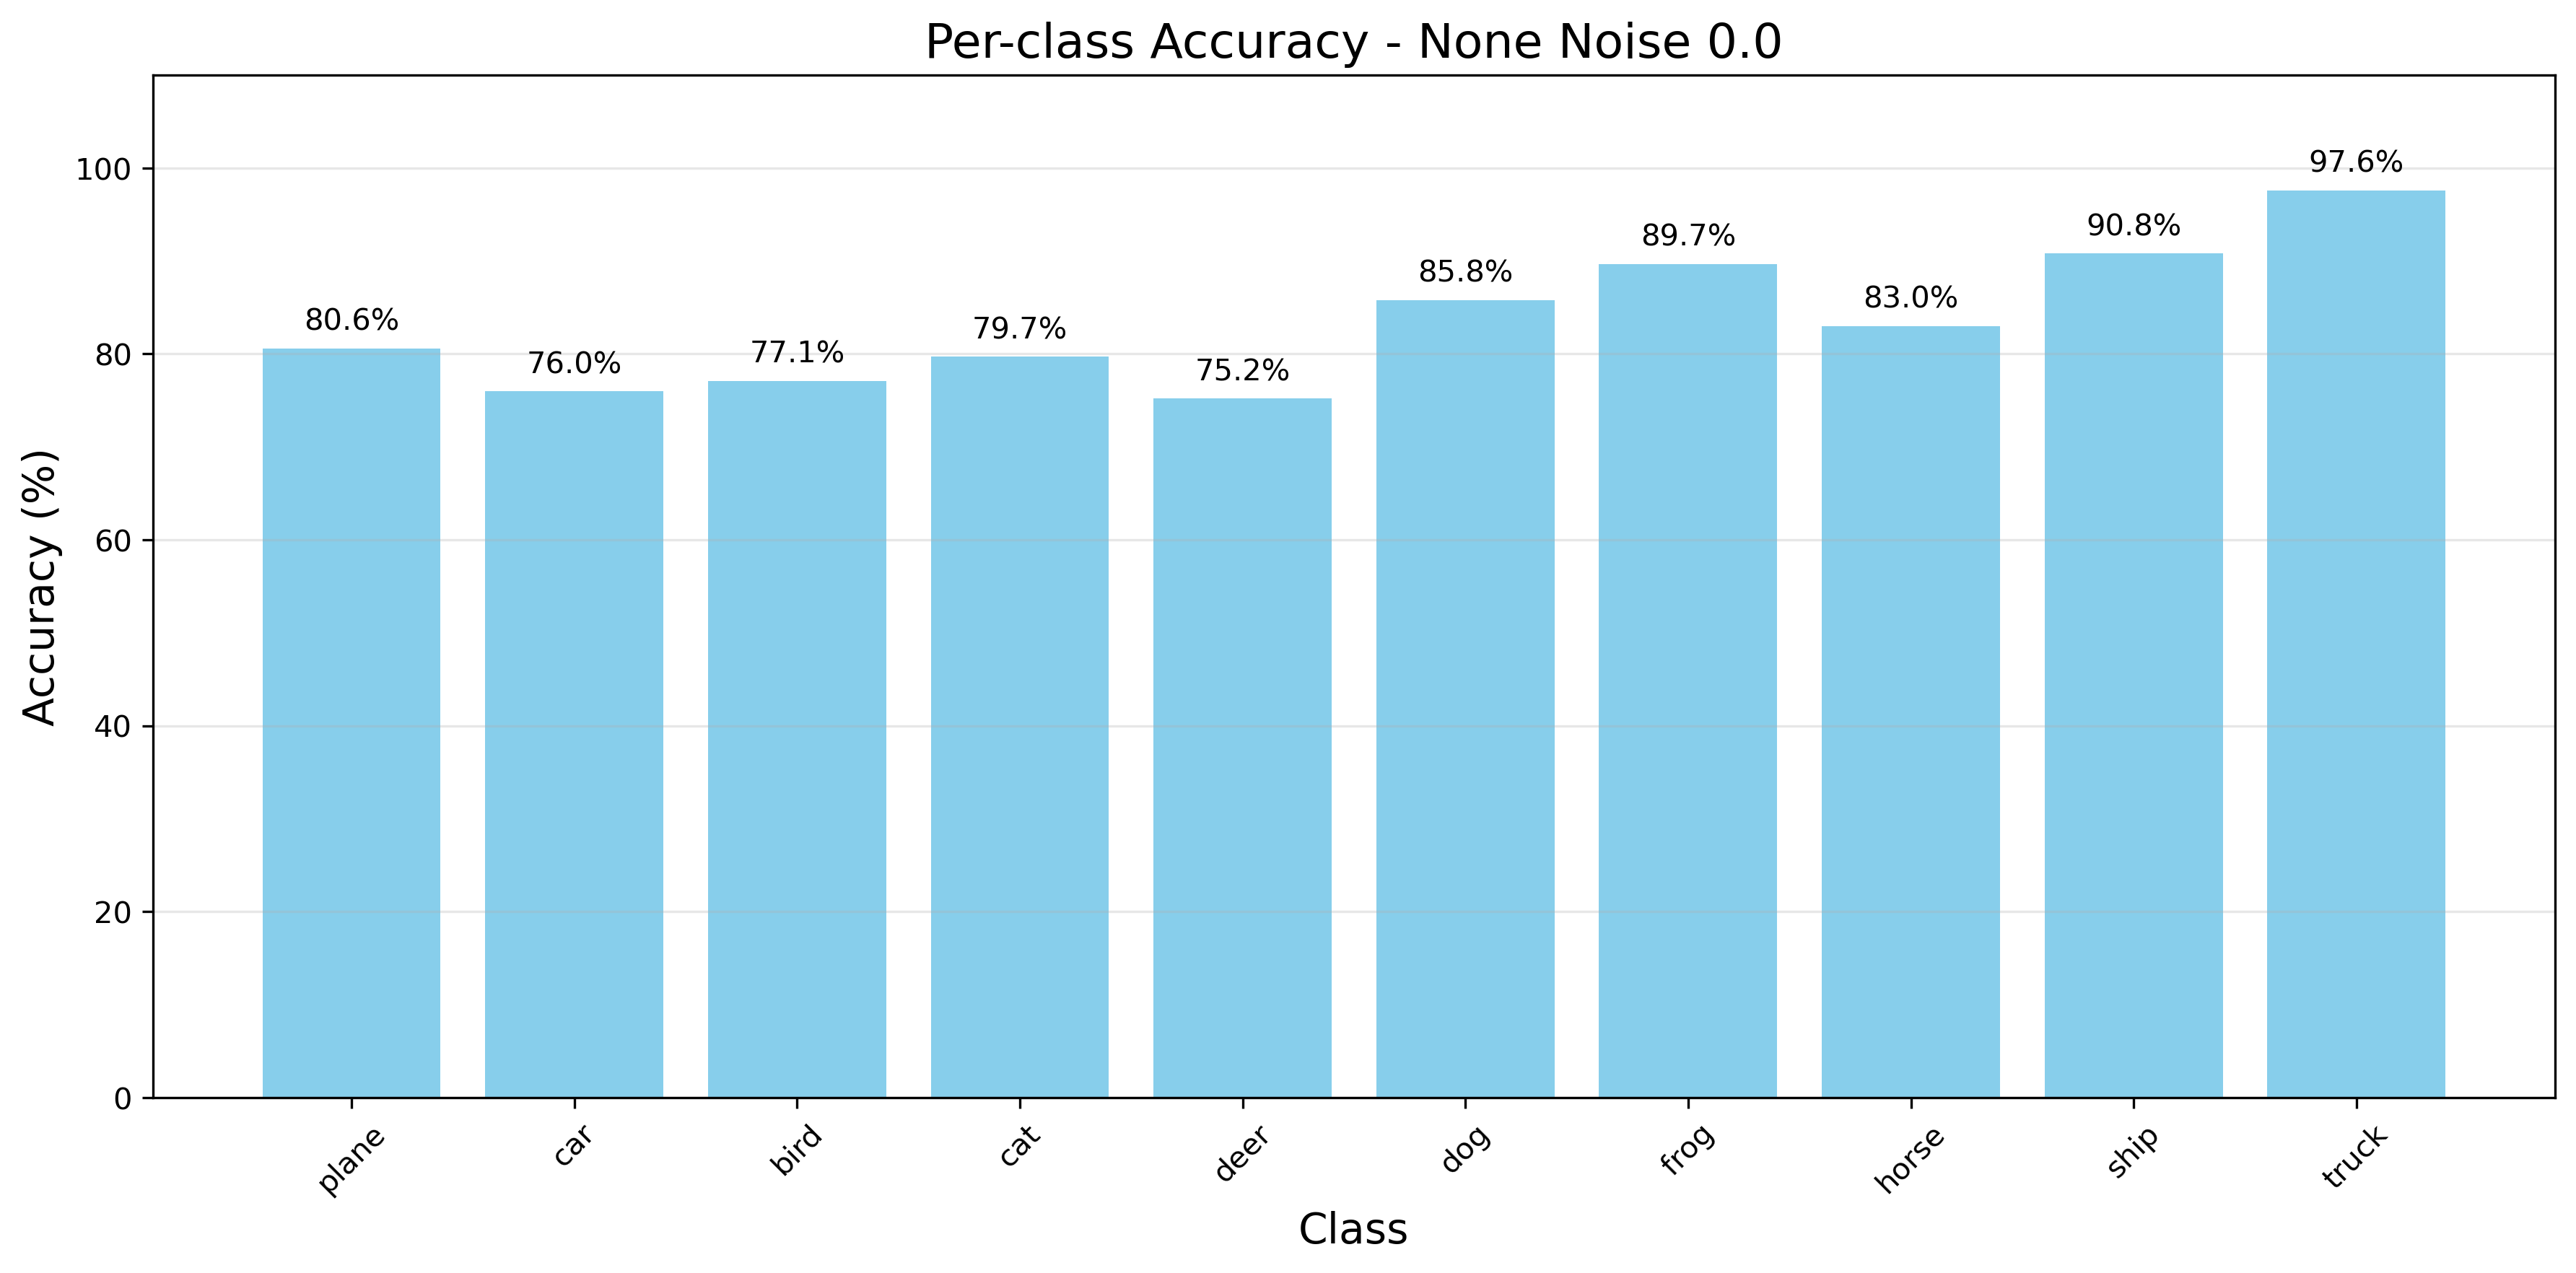 Per-class Accuracy - None Noise 0.0
Accuracy (%)
100
80
60
40
20
0
80.6%
76.0%
77.1%
79.7%
75.2%
85.8%
89.7%
83.0%
90.8%
97.6%
plane
car
bird
cat
deer
dog
frog
horse
ship
truck
Class